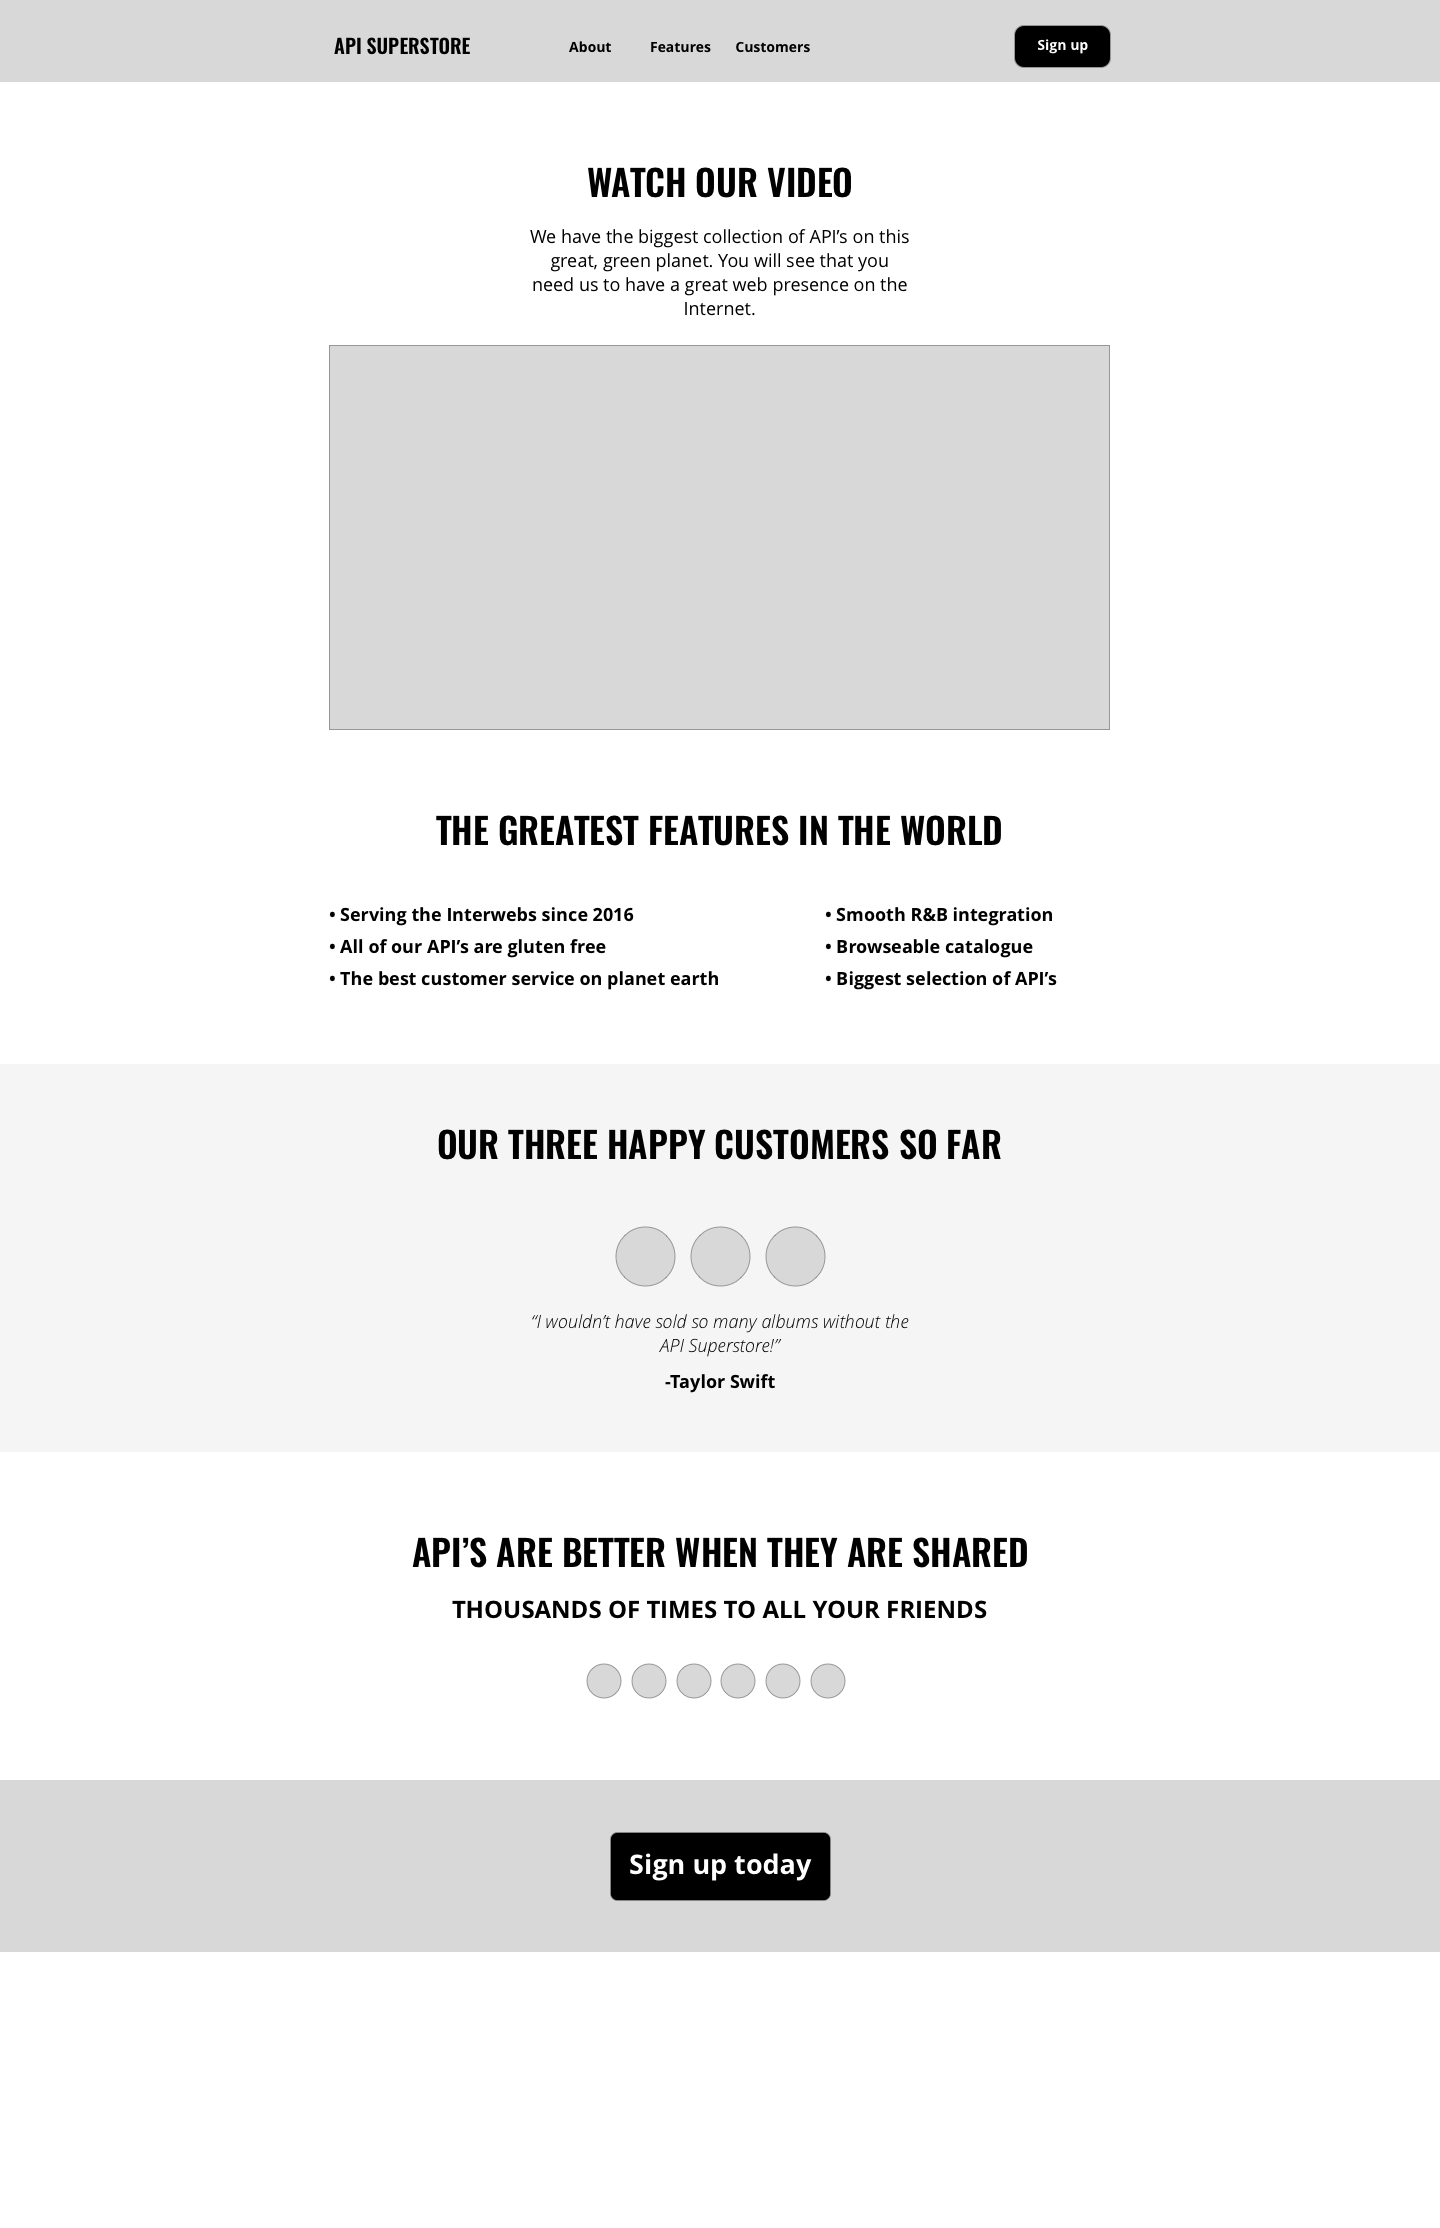 API SUPERSTORE
About
Features
Customers
Sign up
WATCH OUR VIDEO
We have the biggest collection of API’s on this
great, green planet. You will see that you
need us to have a great web presence on the
Internet.
THE GREATEST FEATURES IN THE WORLD
• Serving the Interwebs since 2016
• All of our API’s are gluten free
• The best customer service on planet earth
• Smooth R&B integration
• Browseable catalogue
• Biggest selection of API’s
OUR THREE HAPPY CUSTOMERS SO FAR
“I wouldn’t have sold so many albums without the
API Superstore!”
-Taylor Swift
API’S ARE BETTER WHEN THEY ARE SHARED
THOUSANDS OF TIMES TO ALL YOUR FRIENDS
Sign up today